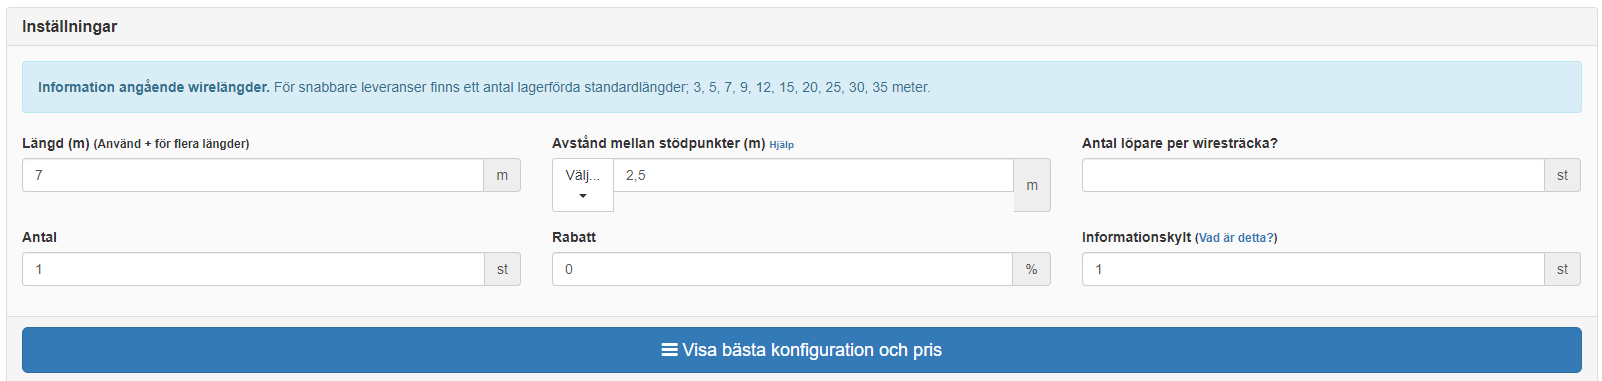 Inställningar
Information angående wirelängder. För snabbare leveranser finns ett antal lagerförda standardlängder; 3, 5, 7, 9, 12, 15, 20, 25, 30, 35 meter.
Längd (m) (Använd + för flera längder)
7 m
Avstånd mellan stödpunkter (m) Hjälp
Välj... 2,5 m
Antal löpare per wiresträcka?
st
Antal
1 st
Rabatt
0 %
Informationskylt (Vad är detta?)
1 st
Visa bästa konfiguration och pris